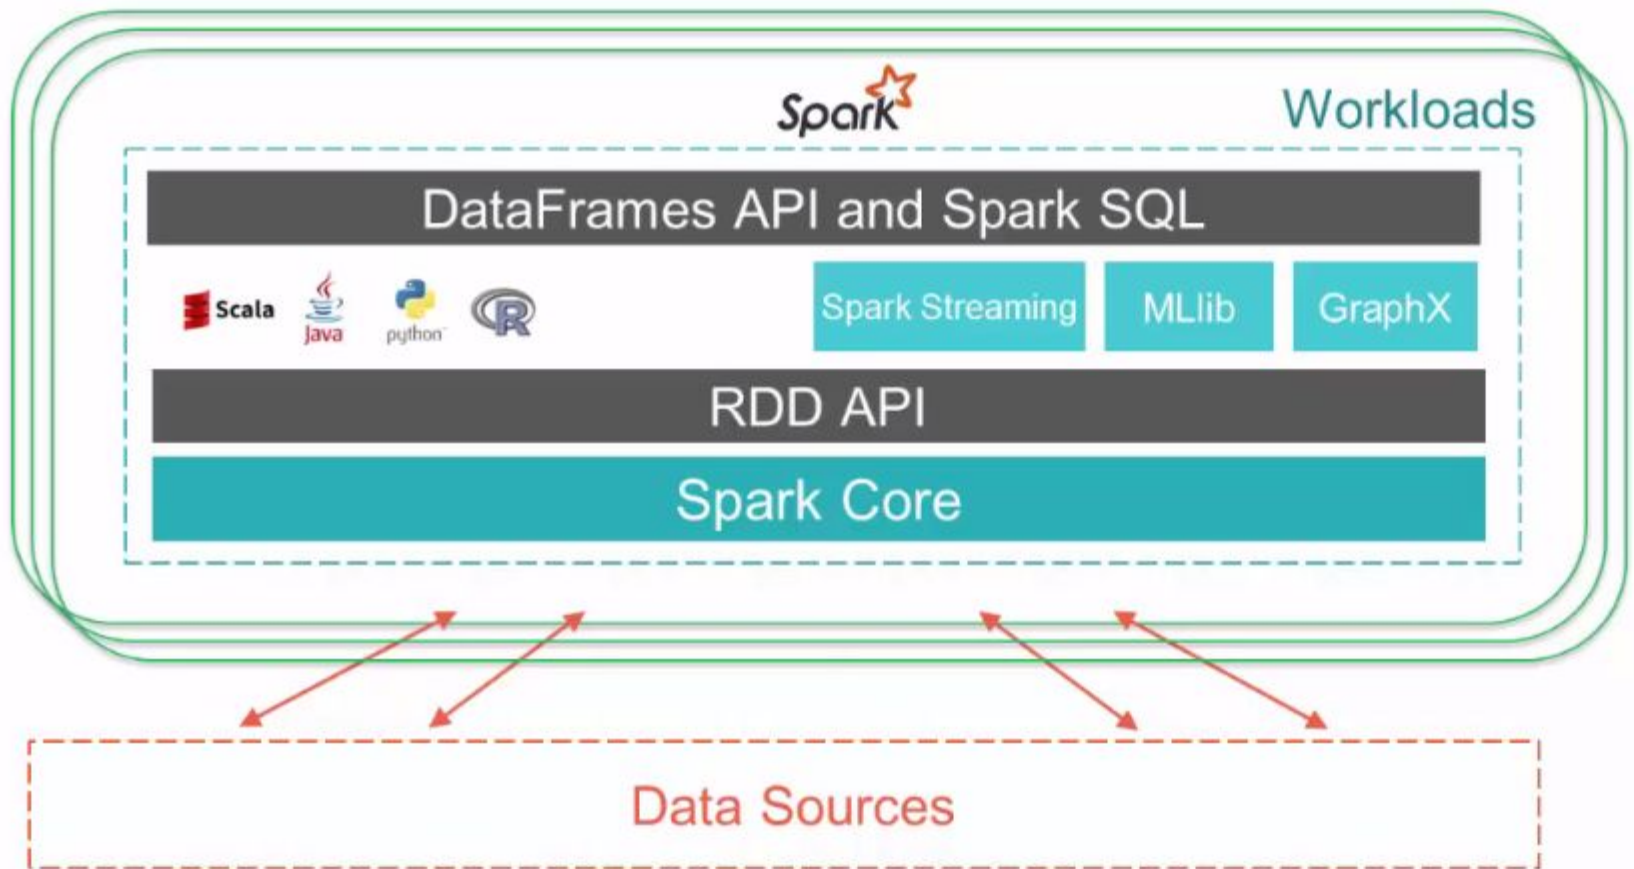 Spark
Workloads
DataFrames API and Spark SQL
Scala
Java
python
R
Spark Streaming
MLlib
GraphX
RDD API
Spark Core
Data Sources